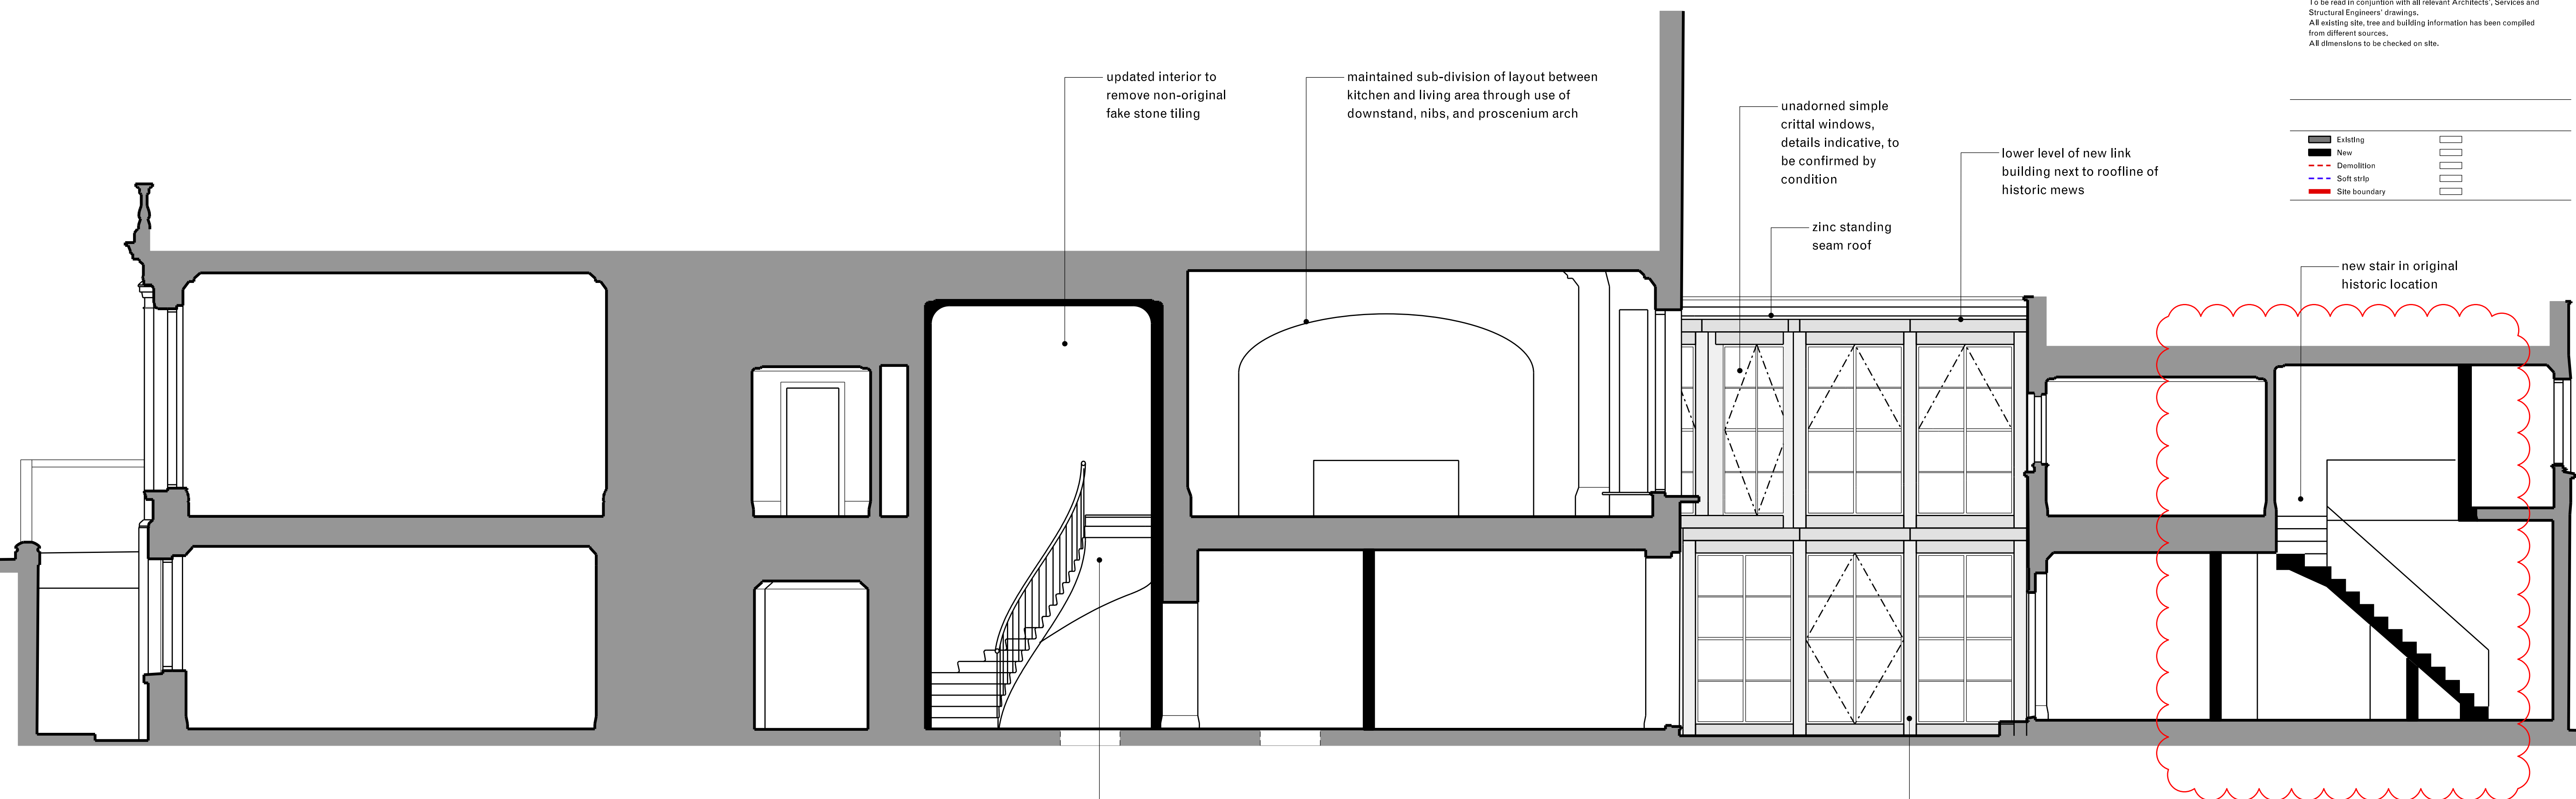 To be read in conjuntion with all relevant Architects', Services and
Structural Engineers' drawings.
All existing site, tree and building information has been compiled
from different sources.
All dimensions to be checked on site.
updated interior to
remove non-original
fake stone tiling
maintained sub-division of layout between
kitchen and living area through use of
downstand, nibs, and proscenium arch
unadorned simple
crittal windows,
details indicative, to
be confirmed by
condition
lower level of new link
building next to roofline of
historic mews
zinc standing
seam roof
new stair in original
historic location
Existing
New
Demolition
Soft strip
Site boundary